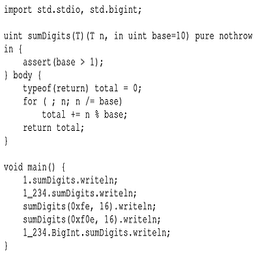 import std.stdio, std.bigint;

uint sumDigits(T)(T n, in uint base=10) pure nothrow
in {
    assert(base > 1);
} body {
    typeof(return) total = 0;
    for ( ; n; n /= base)
        total += n % base;
    return total;
}

void main() {
    1.sumDigits.writeln;
    1_234.sumDigits.writeln;
    sumDigits(0xfe, 16).writeln;
    sumDigits(0xf0e, 16).writeln;
    1_234.BigInt.sumDigits.writeln;
}